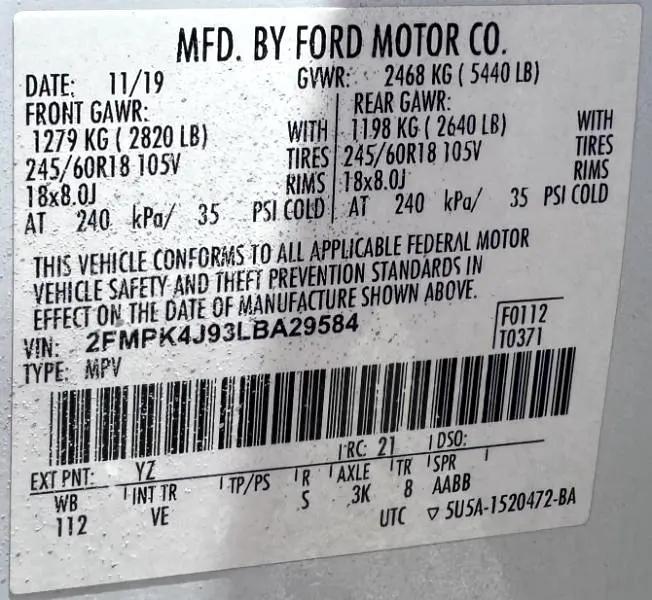 MFD. BY FORD MOTOR CO.
DATE: 11/19 GVWR: 2468 KG (5440 LB)
FRONT GAWR: REAR GAWR:
1279 KG (2820 LB) WITH 1198 KG (2640 LB) WITH
245/60R18 105V TIRES 245/60R18 105V TIRES
18x8.0J RIMS 18x8.0J RIMS
AT 240 kPa/ 35 PSI COLD AT 240 kPa/ 35 PSI COLD
THIS VEHICLE CONFORMS TO ALL APPLICABLE FEDERAL MOTOR
VEHICLE SAFETY AND THEFT PREVENTION STANDARDS IN
EFFECT ON THE DATE OF MANUFACTURE SHOWN ABOVE.
VIN: 2FMPK4J93LBA29584 F0112
TYPE: MPV T0371
EXT PNT: YZ RC: 21 DSO:
WB INT TR TP/PS R AXLE TR SPR
112 VE S 3K 8 AABB
UTC ▽ 5U5A-1520472-BA